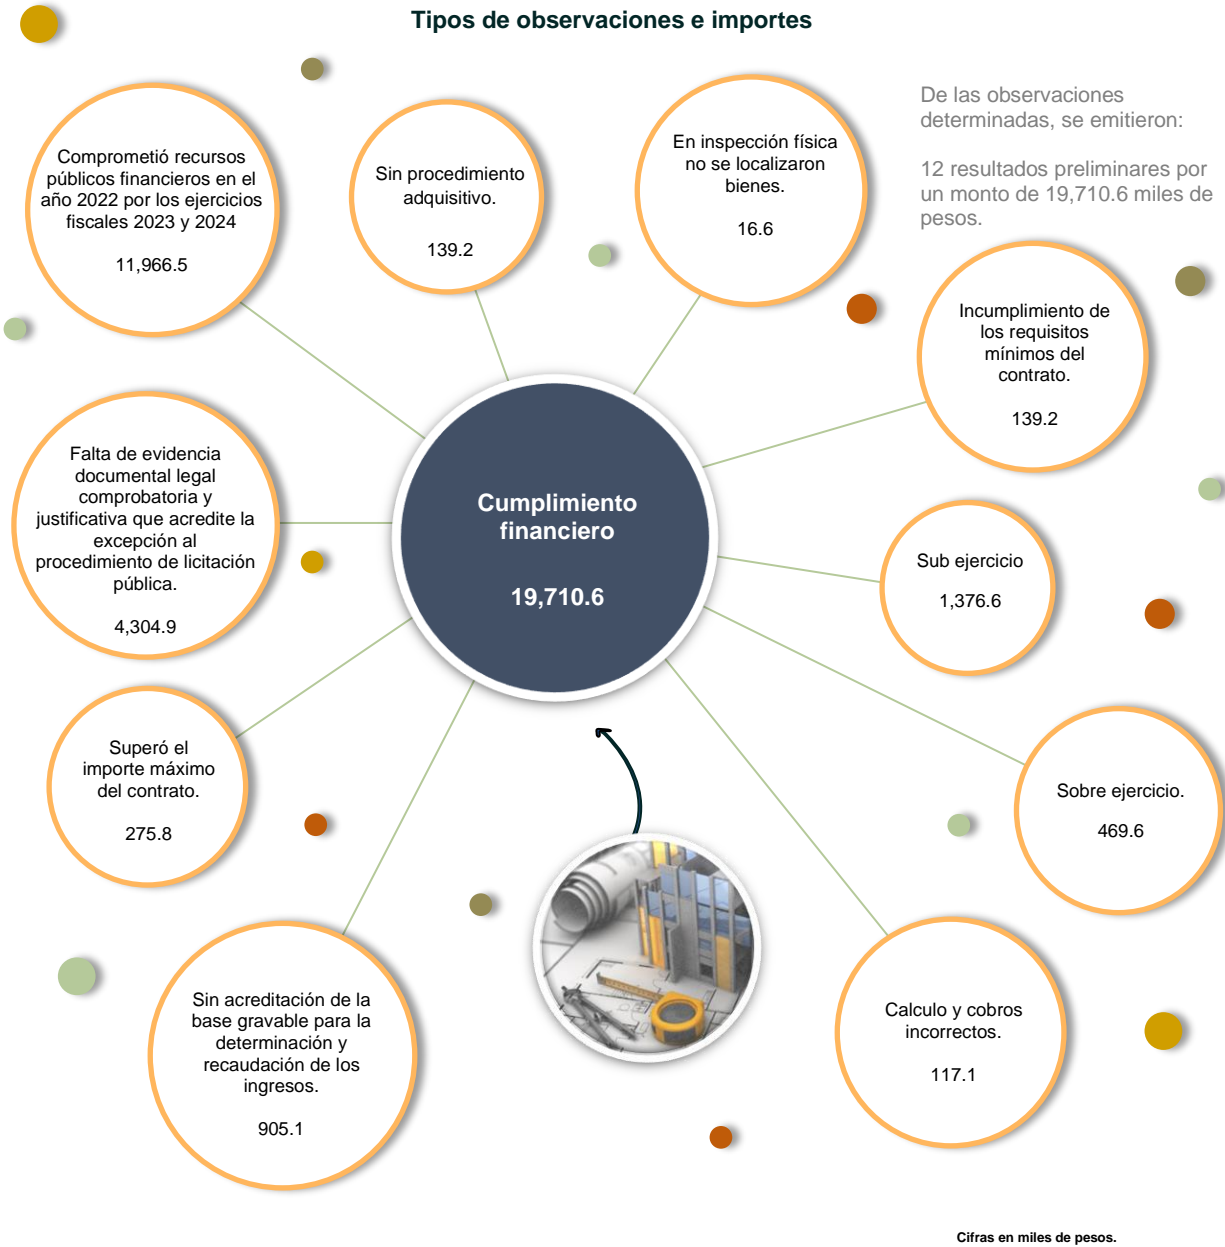 Tipos de observaciones e importes
De las observaciones
determinadas, se emitieron:
12 resultados preliminares por
un monto de 19,710.6 miles de
pesos.
Comprometió recursos
públicos financieros en el
año 2022 por los ejercicios
fiscales 2023 y 2024
11,966.5
Sin procedimiento
adquisitivo.
139.2
En inspección física
no se localizaron
bienes.
16.6
Incumplimiento de
los requisitos
mínimos del
contrato.
139.2
Falta de evidencia
documental legal
comprobatoria y
justificativa que acredite la
excepción al
procedimiento de licitación
pública.
4,304.9
Cumplimiento
financiero
19,710.6
Sub ejercicio
1,376.6
Superó el
importe máximo
del contrato.
275.8
Sobre ejercicio.
469.6
Sin acreditación de la
base gravable para la
determinación y
recaudación de los
ingresos.
905.1
Calculo y cobros
incorrectos.
117.1
Cifras en miles de pesos.